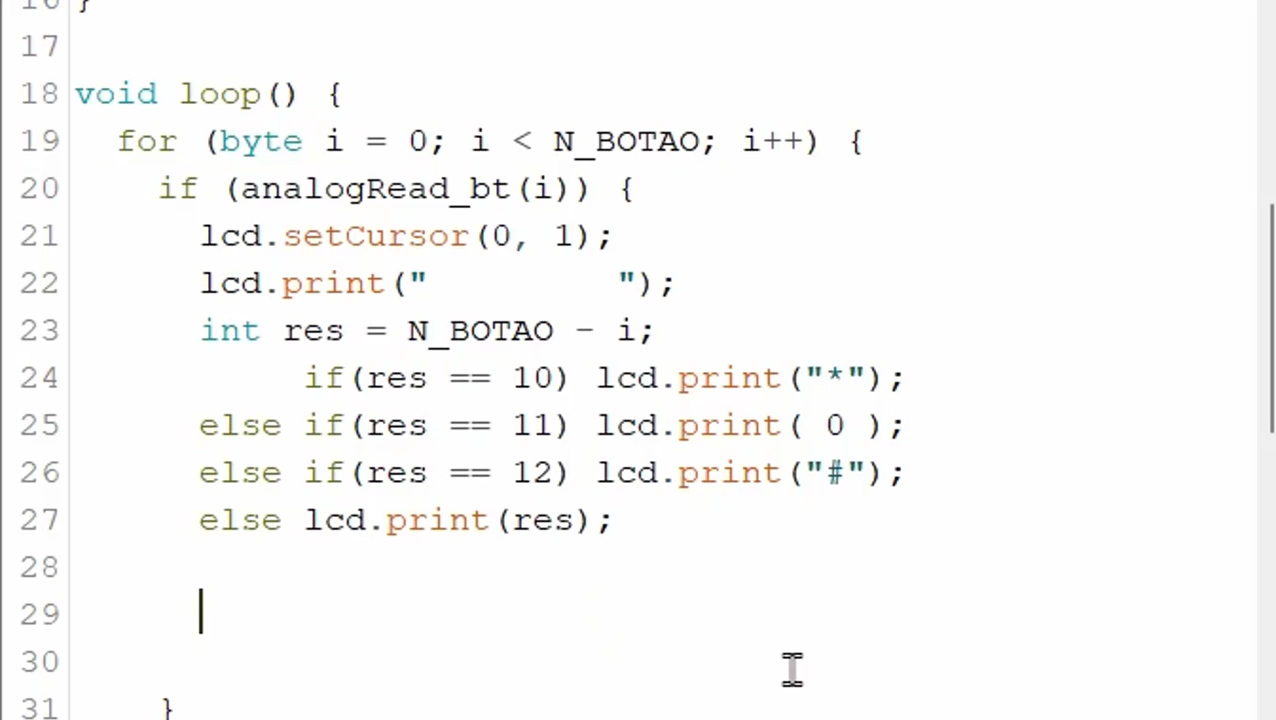 16 }
17
18 void loop() {
19   for (byte i = 0; i < N_BOTAO; i++) {
20     if (analogRead_bt(i)) {
21       lcd.setCursor(0, 1);
22       lcd.print("         ");
23       int res = N_BOTAO - i;
24            if(res == 10) lcd.print("*");
25       else if(res == 11) lcd.print( 0 );
26       else if(res == 12) lcd.print("#");
27       else lcd.print(res);
28
29
30
31     }